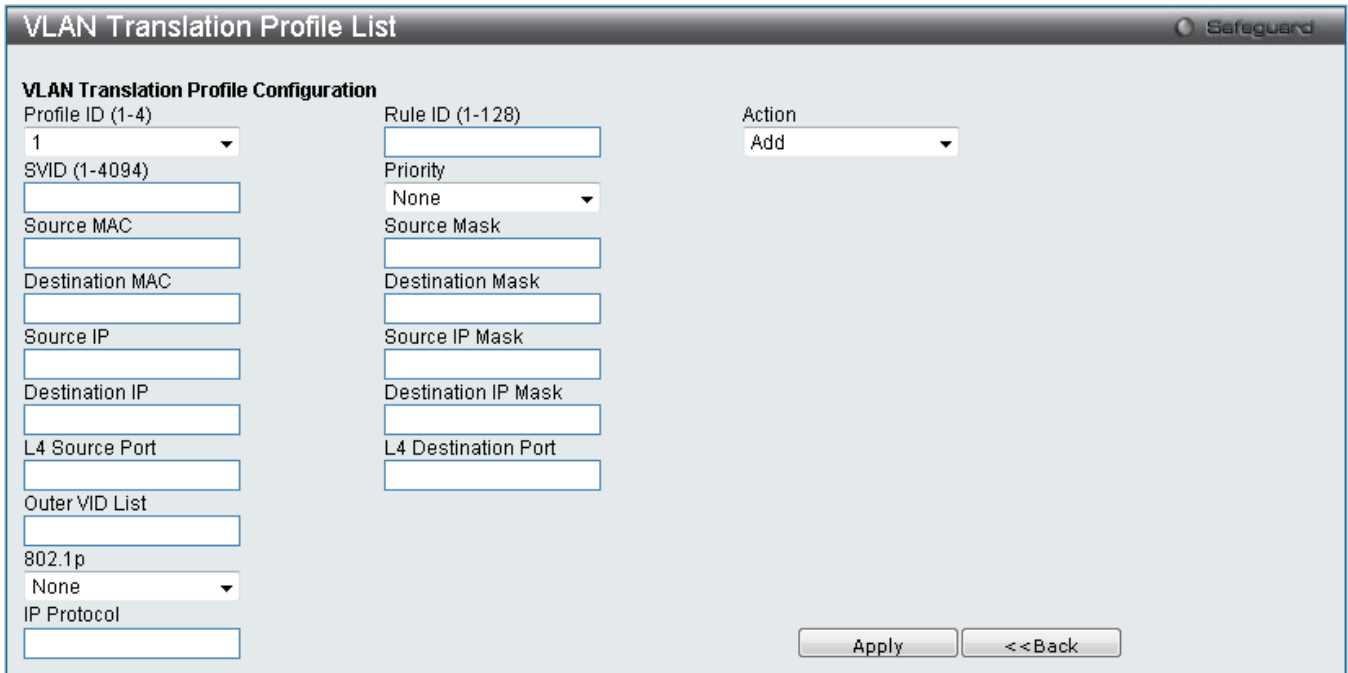 VLAN Translation Profile List Safeguard
VLAN Translation Profile Configuration
Profile ID (1-4) Rule ID (1-128) Action
1 Add
SVID (1-4094) Priority
None
Source MAC Source Mask
Destination MAC Destination Mask
Source IP Source IP Mask
Destination IP Destination IP Mask
L4 Source Port L4 Destination Port
Outer VID List
802.1p
None
IP Protocol
Apply <<Back